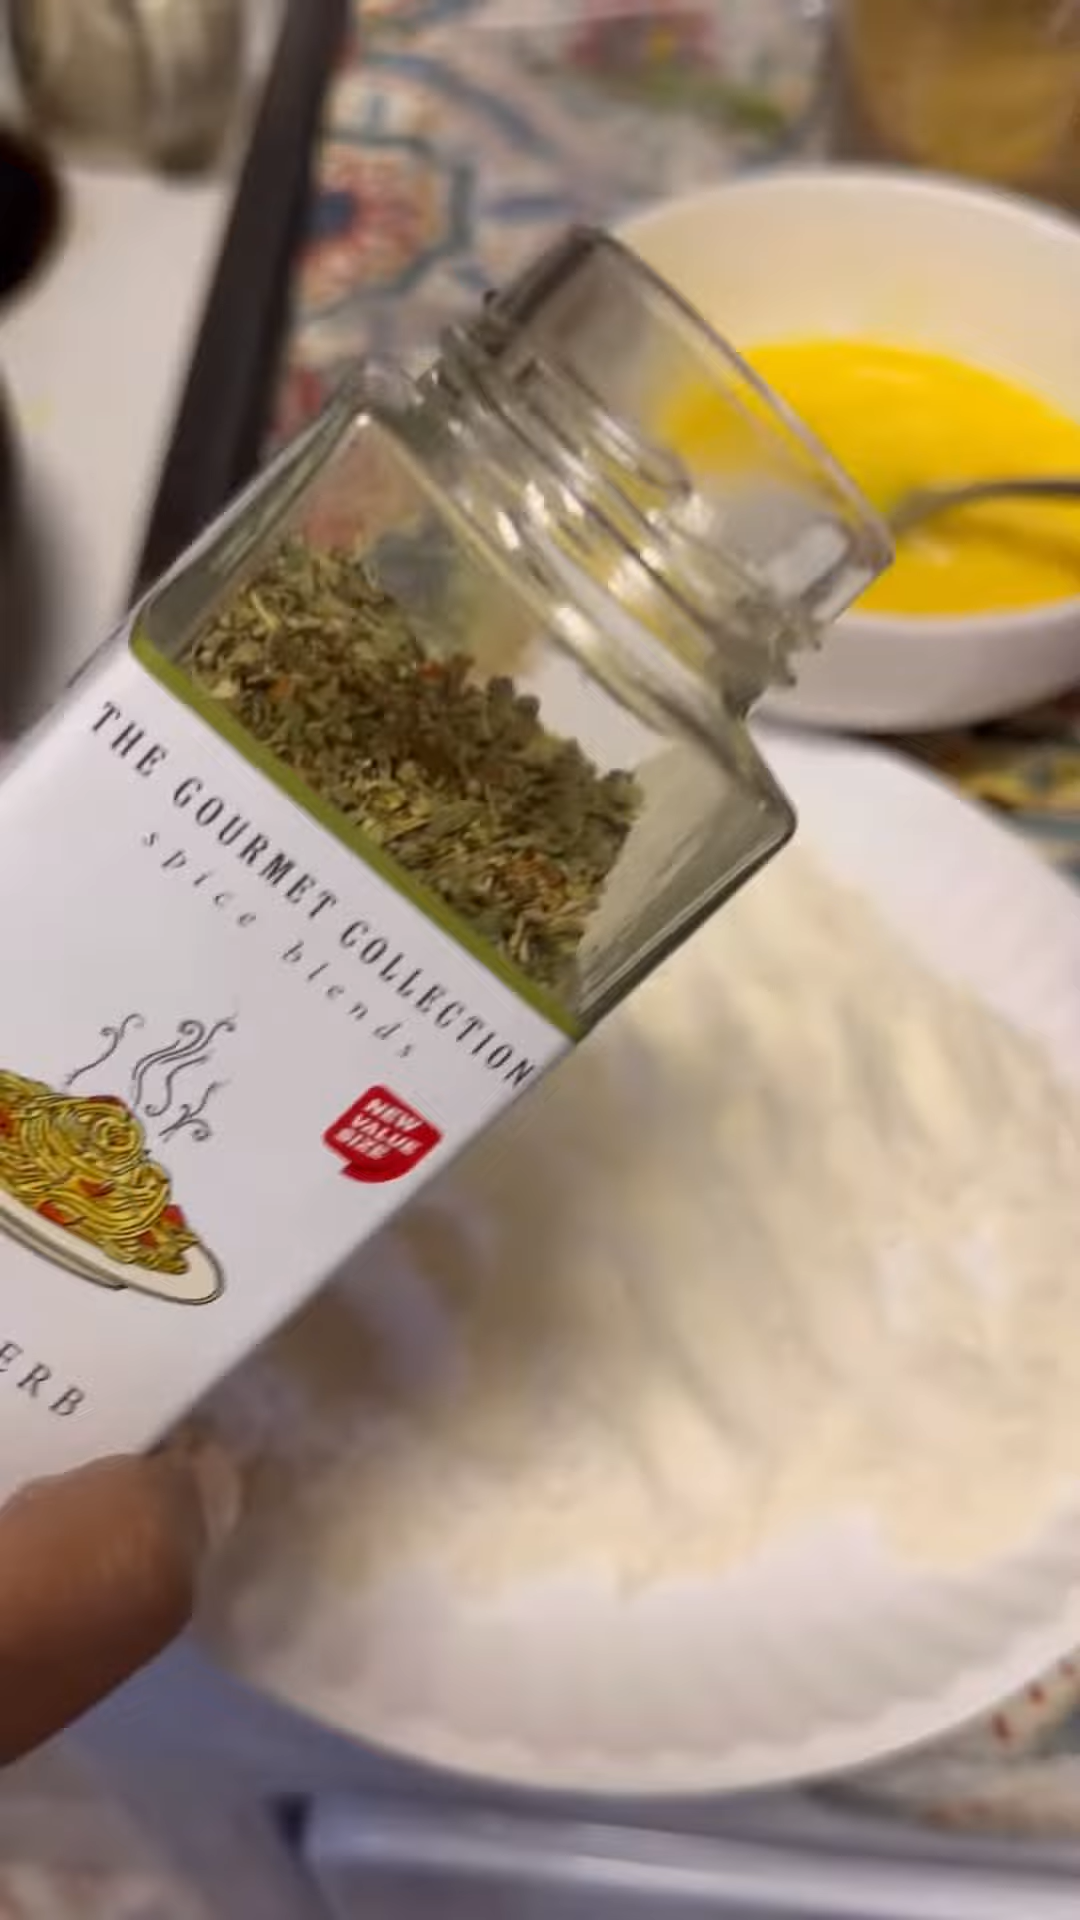 THE GOURMET COLLECTION
spice blends
NEW
VALUE
SIZE
ERB